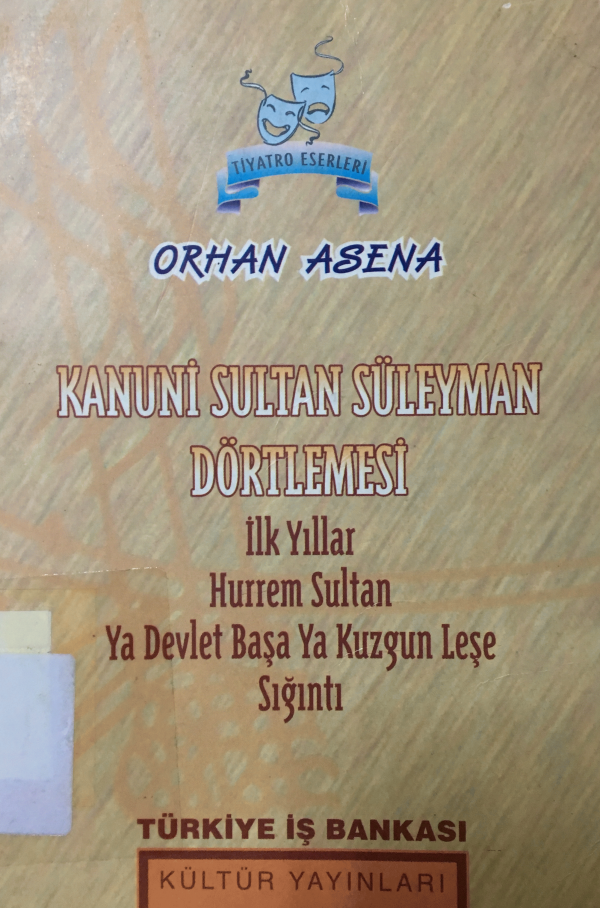 TİYATRO ESERLERİ
ORHAN ASENA
KANUNİ SULTAN SÜLEYMAN
DÖRTLEMESİ
İlk Yıllar
Hurrem Sultan
Ya Devlet Başa Ya Kuzgun Leşe
Sığıntı
TÜRKİYE İŞ BANKASI
KÜLTÜR YAYINLARI